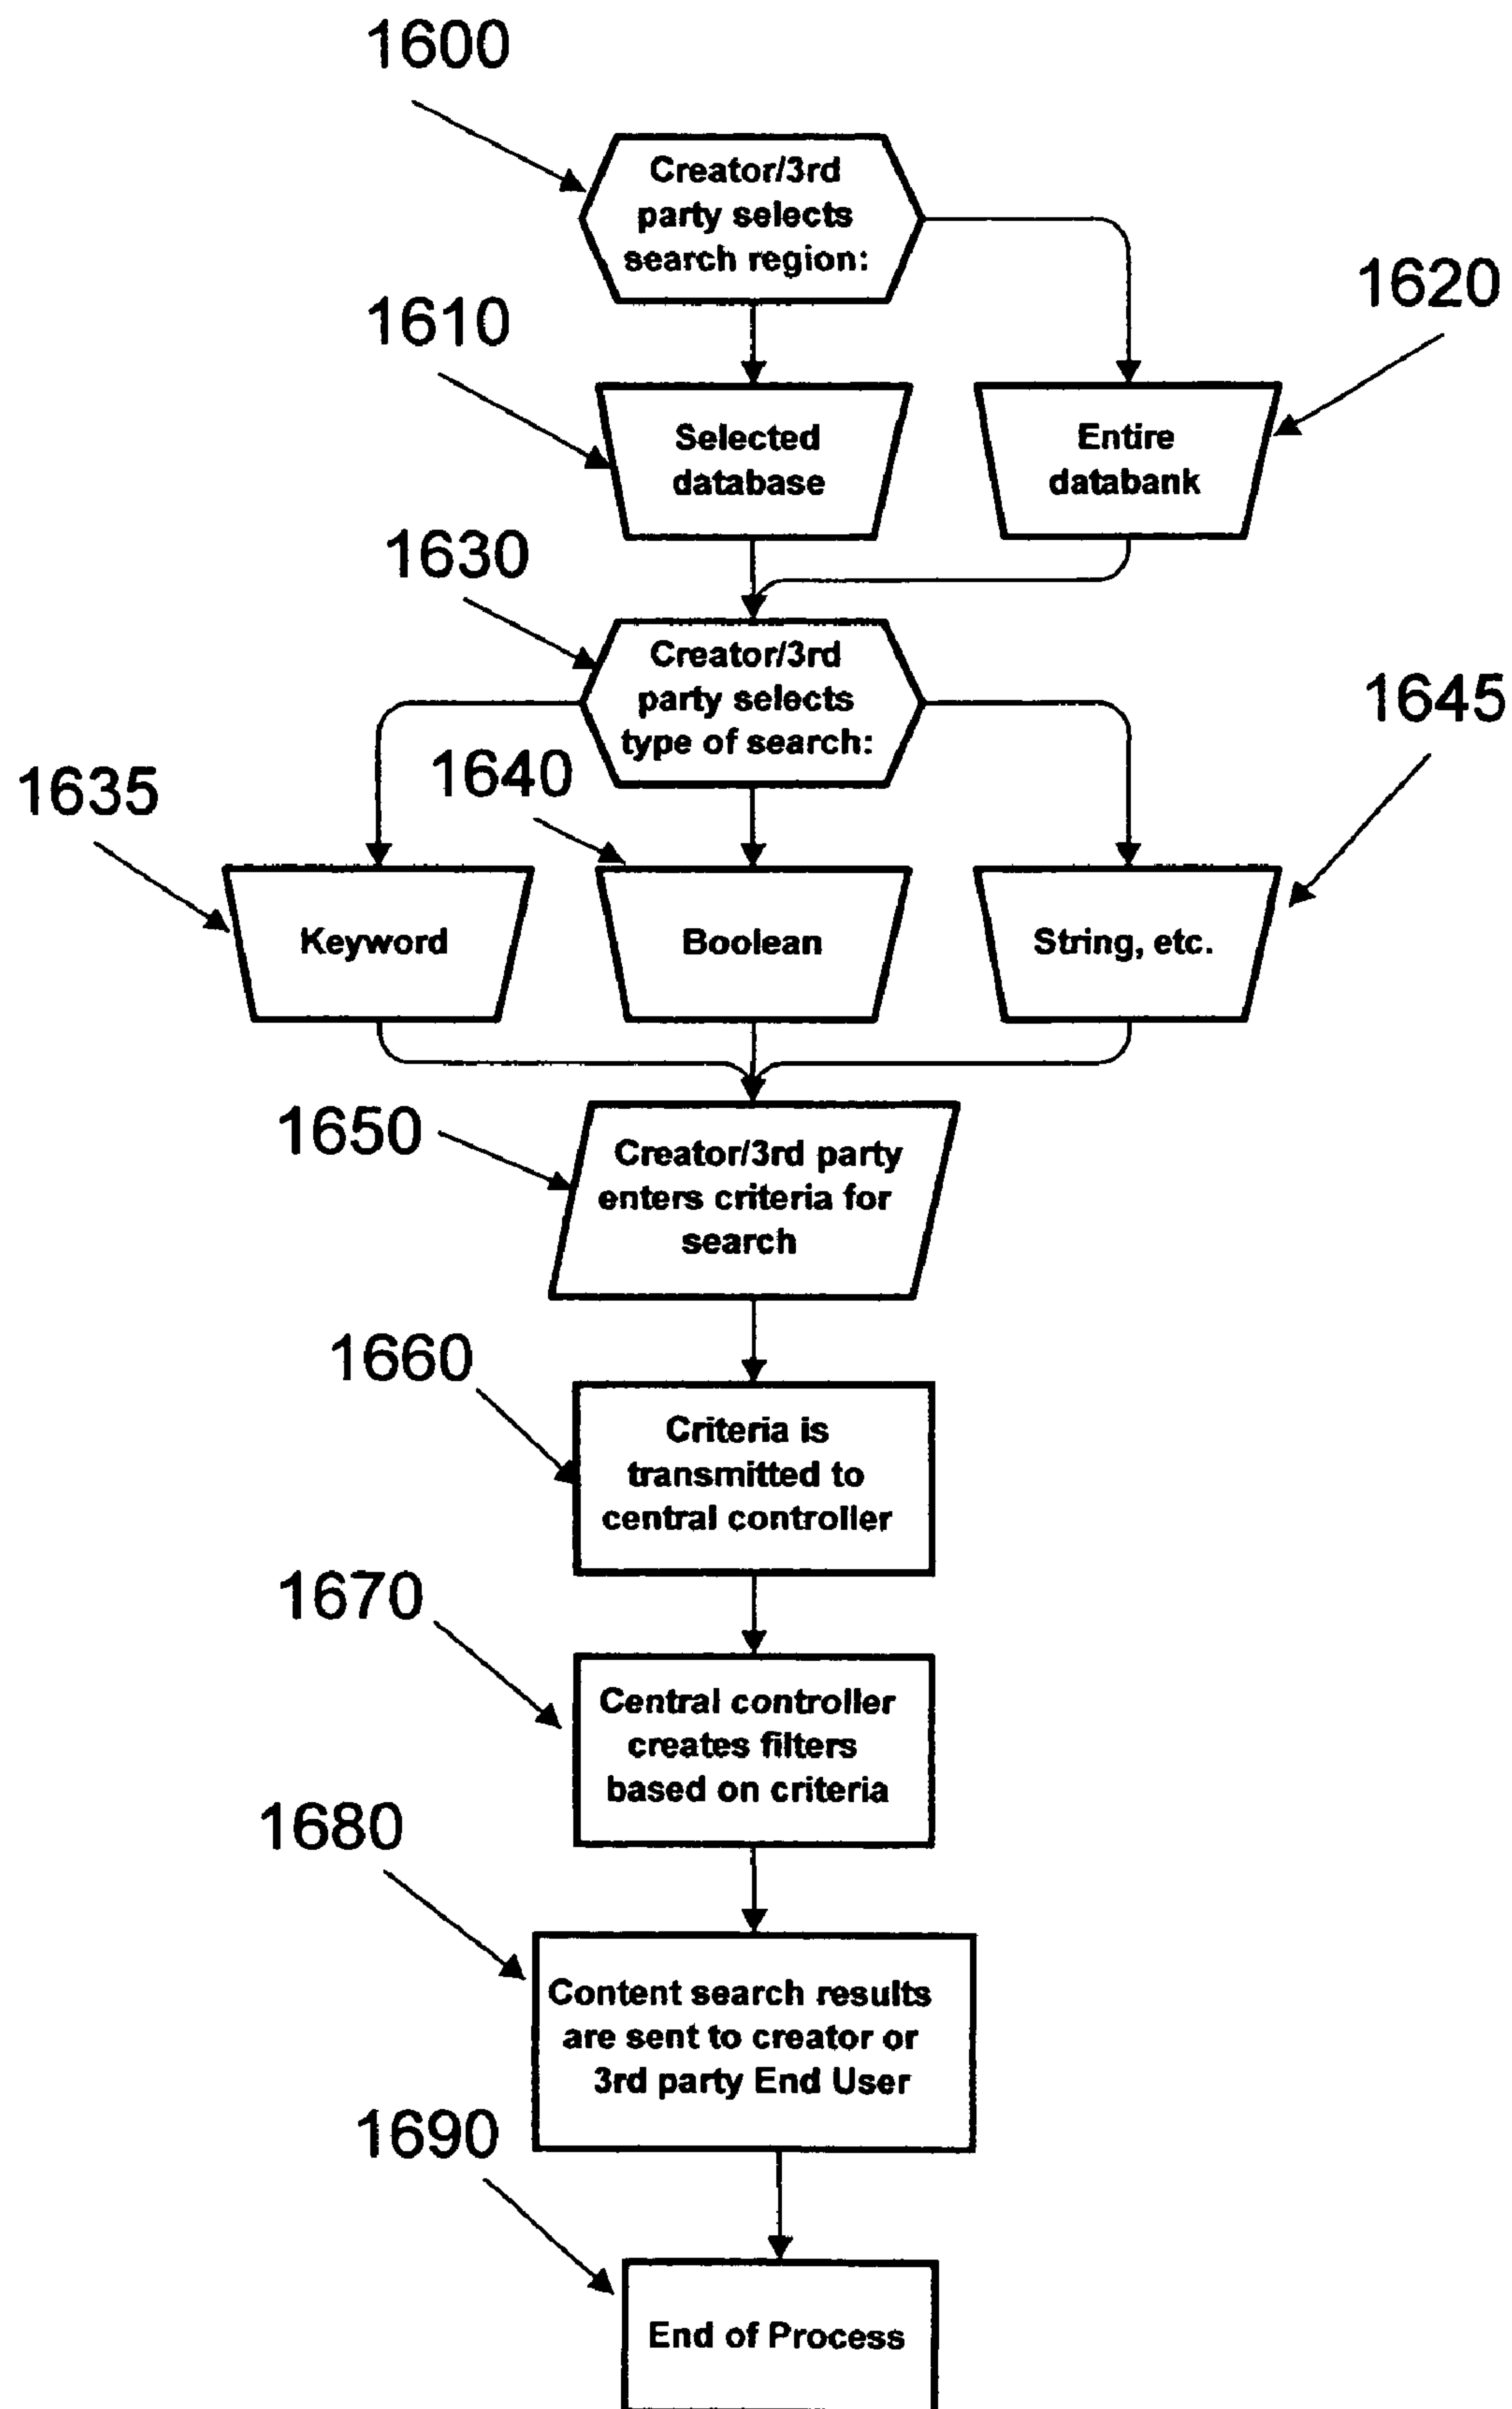 1600
Creator/3rd
party selects
search region:
1610
1620
Selected
database
Entire
databank
1630
Creator/3rd
party selects
type of search:
1645
1635
1640
Keyword
Boolean
String, etc.
1650
Creator/3rd party
enters criteria for
search
1660
Criteria is
transmitted to
central controller
1670
Central controller
creates filters
based on criteria
1680
Content search results
are sent to creator or
3rd party End User
1690
End of Process